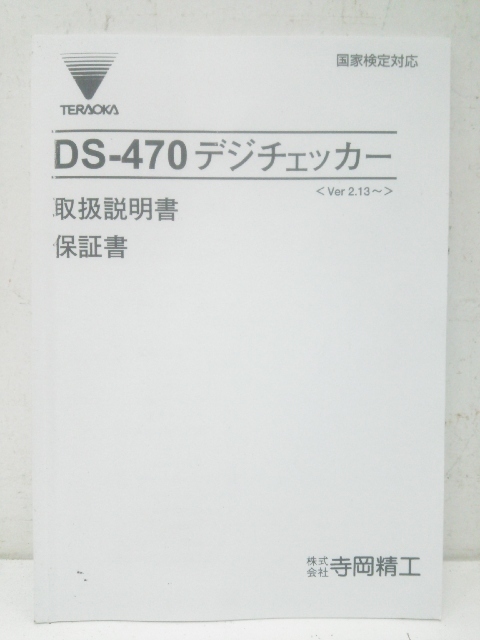 国家検定対応
TERAOKA
DS-470 デジチェッカー
＜Ver 2.13～＞
取扱説明書
保証書
株式会社 寺岡精工